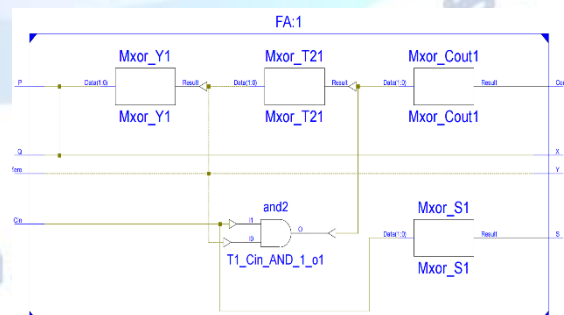 FA:1
Mxor_Y1
Mxor_T21
Mxor_Cout1
P
Data(1:0)
Result
Data(1:0)
Result
Data(1:0)
Result
Mxor_Y1
Mxor_T21
Mxor_Cout1
Q
X
Y
and2
Mxor_S1
Cin
I1
I0
O
Data(1:0)
Result
S
T1_Cin_AND_1_o1
Mxor_S1